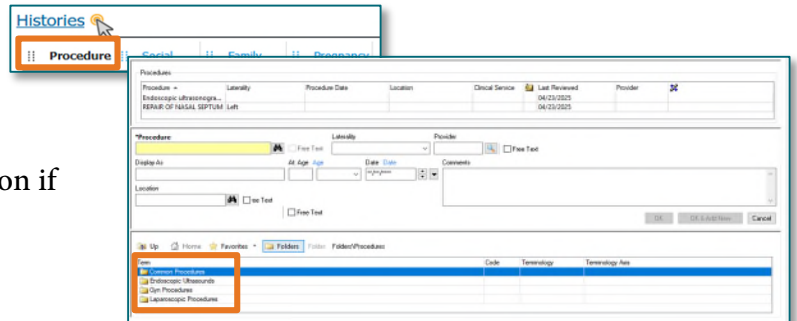 Histories
Procedure Social Family Pregnancy
Procedures
Procedure Laterality Procedure Date Location Clinical Service Last Reviewed Provider
Endoscopic ultrasonogra... 04/23/2025
REPAIR OF NASAL SEPTUM Left 04/23/2025
*Procedure Laterality Provider
Free Text Free Text
Display As At Age Age Date Date Comments
**/**/****
on if
Location
ee Text
Free Text
OK OK & Add New Cancel
Up Home Favorites Folders Folder: Folders\Procedures
Term Code Terminology Terminology Axis
Common Procedures
Endoscopic Ultrasounds
Gyn Procedures
Laparoscopic Procedures